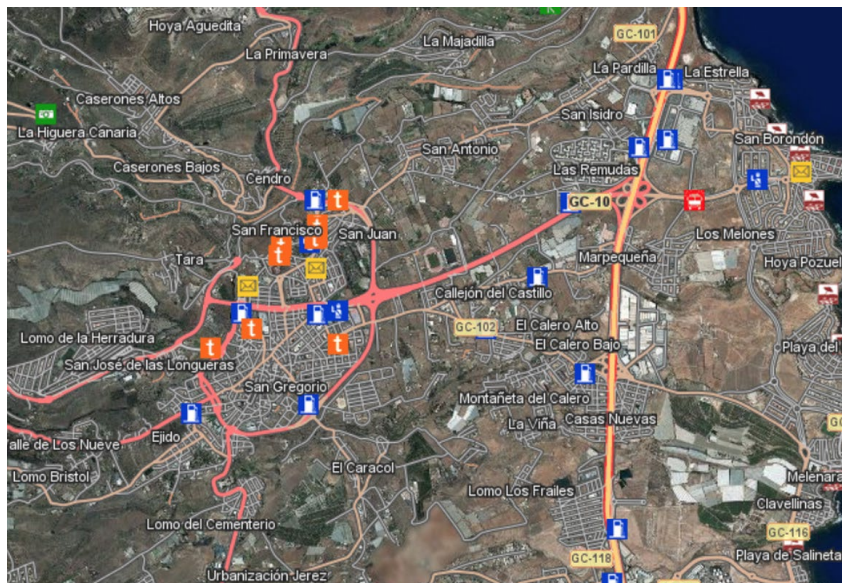 Hoya Aguedita
GC-101
La Majadilla
La Primavera
La Pardilla
La Estrella
Caserones Altos
San Isidro
La Higuera Canaria
San Borondón
San Antonio
Caserones Bajos
Las Remudas
Cendro
t
GC-10
San Francisco
t
San Juan
Los Melones
t
t
Tara
Marpequeña
Hoya Pozuel
Callejón del Castillo
GC-102
El Calero Alto
t
Lomo de la Herradura
El Calero Bajo
t
t
Playa del
San José de las Longueras
San Gregorio
Montañeta del Calero
Casas Nuevas
La Viña
GC
Ejido
alle de Los Nueve
El Caracol
Lomo Bristol
Lomo Los Frailes
Melenara
Clavellinas
Lomo del Cementerio
GC-116
Playa de Salineta
GC-118
Urbanización Jerez